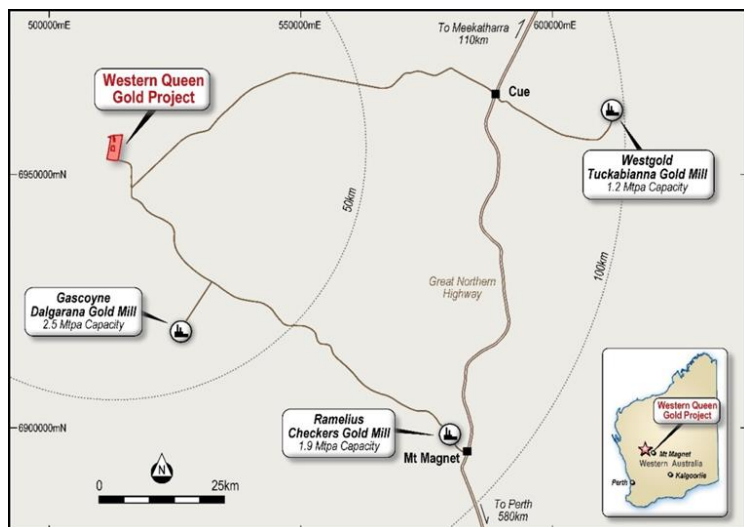 500000mE
550000mE
600000mE
To Meekatharra
110km
Western Queen
Gold Project
Cue
Westgold
Tuckabianna Gold Mill
1.2 Mtpa Capacity
6950000mN
50km
100km
Great Northern
Highway
Gascoyne
Dalgarana Gold Mill
2.5 Mtpa Capacity
Ramelius
Checkers Gold Mill
1.9 Mtpa Capacity
6900000mN
Mt Magnet
N
0
25km
To Perth
580km
Western Queen
Gold Project
Mt Magnet
Western Australia
Kalgoorlie
Perth